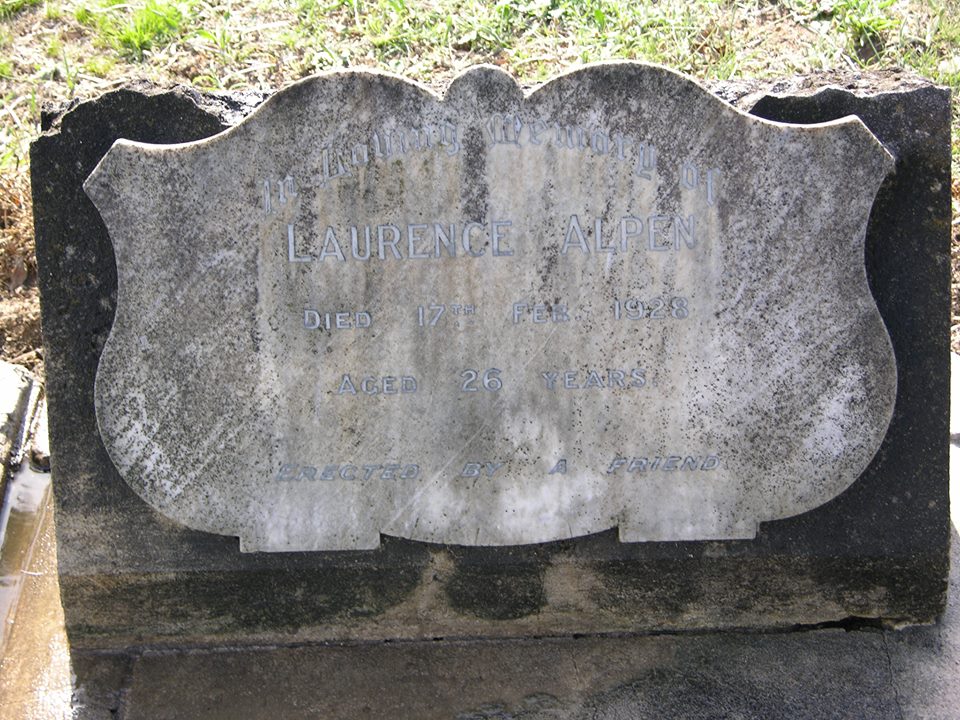 In Loving Memory of
LAURENCE ALPEN
DIED 17TH FEB. 1928
AGED 26 YEARS.
ERECTED BY A FRIEND